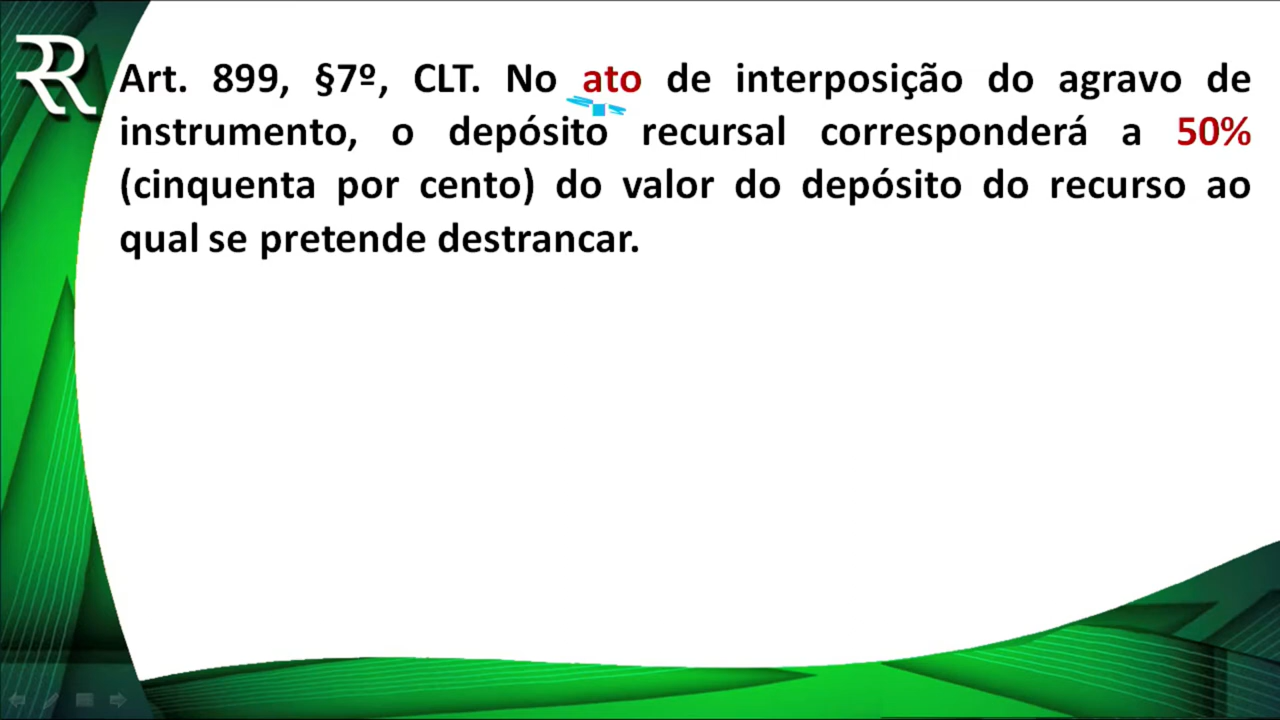 Art. 899, §7º, CLT. No ato de interposição do agravo de
instrumento, o depósito recursal corresponderá a 50%
(cinquenta por cento) do valor do depósito do recurso ao
qual se pretende destrancar.